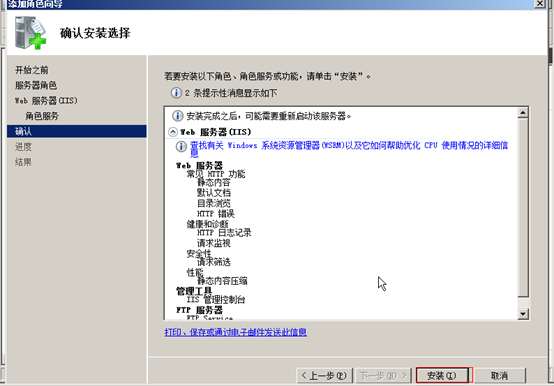 添加角色向导
确认安装选择
开始之前
服务器角色
Web 服务器(IIS)
角色服务
确认
进度
结果
若要安装以下角色、角色服务或功能，请单击“安装”。
2 条提示性消息显示如下
安装完成之后，可能需要重新启动该服务器。
Web 服务器(IIS)
查找有关 Windows 系统资源管理器(WSRM)以及它如何帮助优化 CPU 使用情况的详细信
息
Web 服务器
常见 HTTP 功能
静态内容
默认文档
目录浏览
HTTP 错误
健康和诊断
HTTP 日志记录
请求监视
安全性
请求筛选
性能
静态内容压缩
管理工具
IIS 管理控制台
FTP 服务器
FTP Service
打印、保存或通过电子邮件发送此信息
< 上一步(P)
下一步(N) >
安装(I)
取消